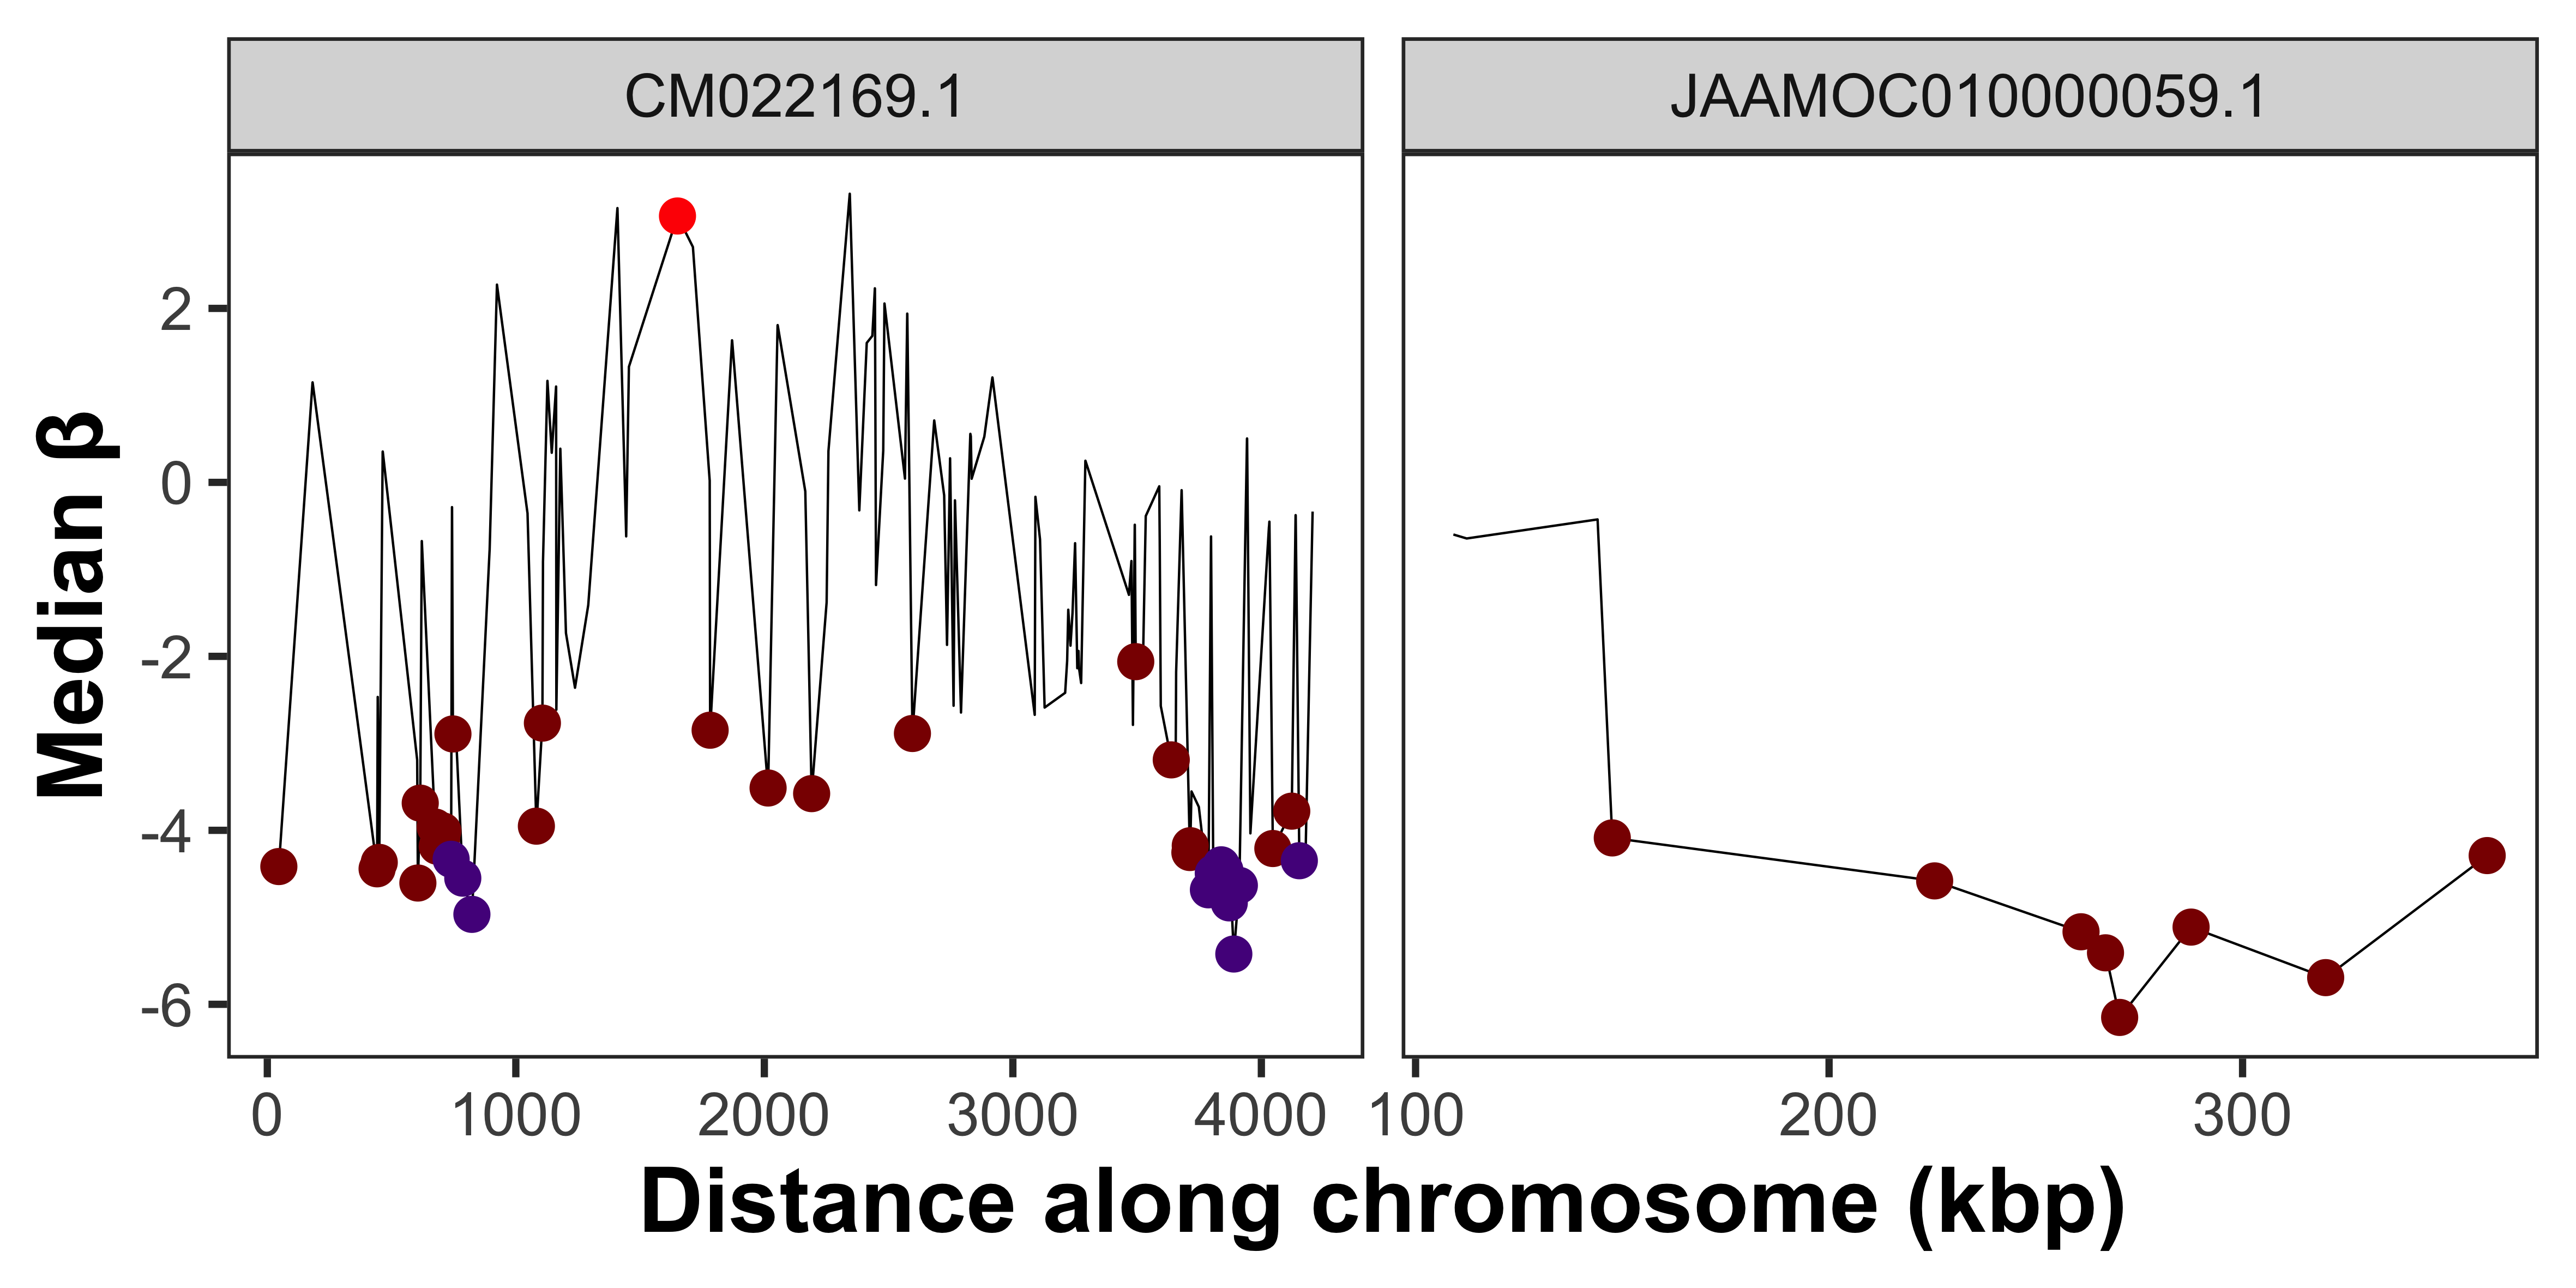 CM022169.1 JAAMOC010000059.1
Median β
2
0
-2
-4
-6
0 1000 2000 3000 4000 100 200 300
Distance along chromosome (kbp)